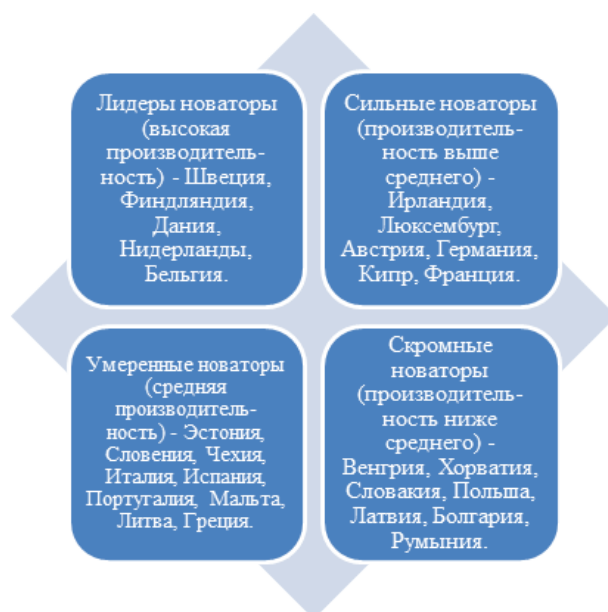 Лидеры новаторы
(высокая
производитель-
ность) - Швеция,
Финдляндия,
Дания,
Нидерланды,
Бельгия.
Сильные новаторы
(производитель-
ность выше
среднего) -
Ирландия,
Люксембург,
Австрия, Германия,
Кипр, Франция.
Умеренные новаторы
(средняя
производитель-
ность) - Эстония,
Словения, Чехия,
Италия, Испания,
Португалия, Мальта,
Литва, Греция.
Скромные
новаторы
(производитель-
ность ниже
среднего) -
Венгрия, Хорватия,
Словакия, Польша,
Латвия, Болгария,
Румыния.